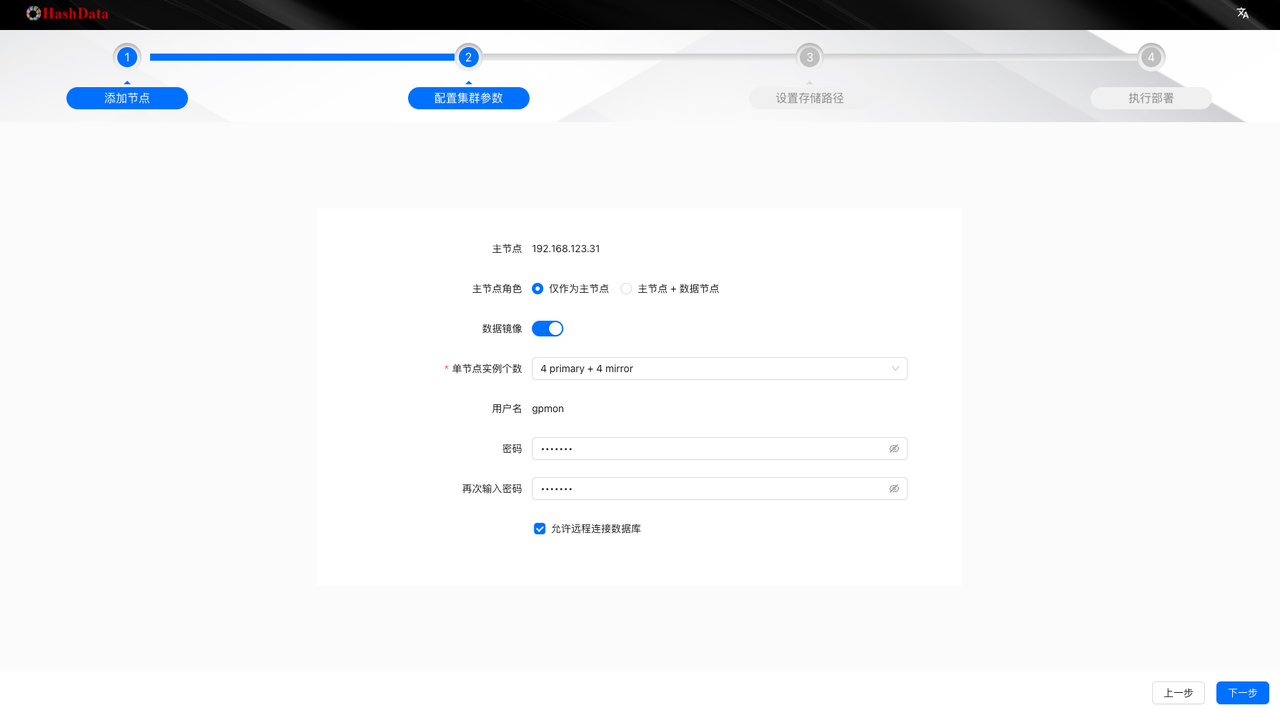 HashData
1
2
3
4
添加节点
配置集群参数
设置存储路径
执行部署
主节点 192.168.123.31
主节点角色 仅作为主节点 主节点 + 数据节点
数据镜像
* 单节点实例个数 4 primary + 4 mirror
用户名 gpmon
密码 •••••••
再次输入密码 •••••••
允许远程连接数据库
上一步 下一步